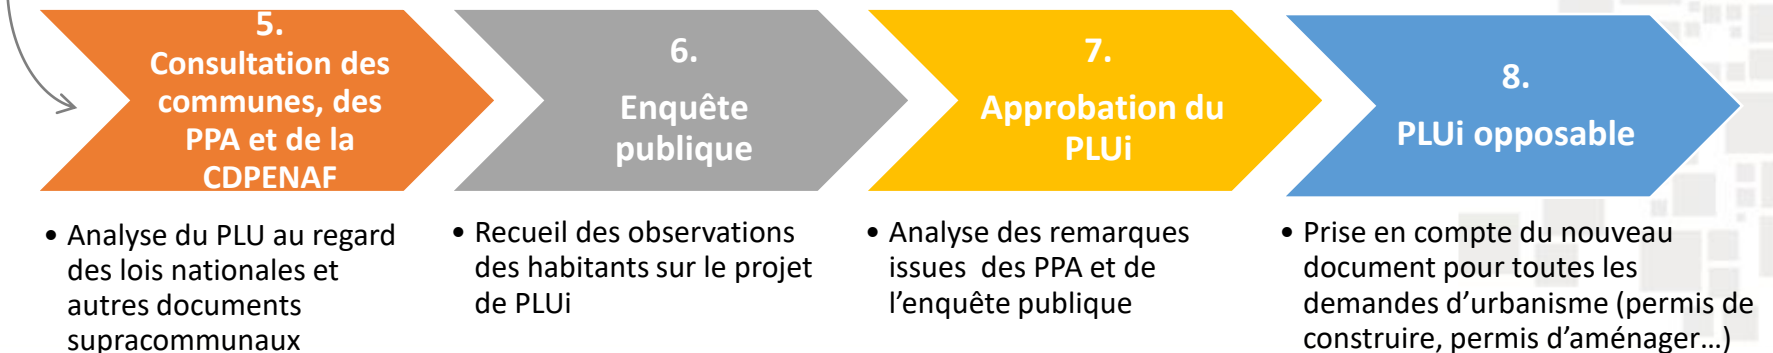 5.
Consultation des
communes, des
PPA et de la
CDPENAF
• Analyse du PLU au regard
des lois nationales et
autres documents
supracommunaux
6.
Enquête
publique
• Recueil des observations
des habitants sur le projet
de PLUi
7.
Approbation du
PLUi
• Analyse des remarques
issues des PPA et de
l’enquête publique
8.
PLUi opposable
• Prise en compte du nouveau
document pour toutes les
demandes d’urbanisme (permis de
construire, permis d’aménager…)